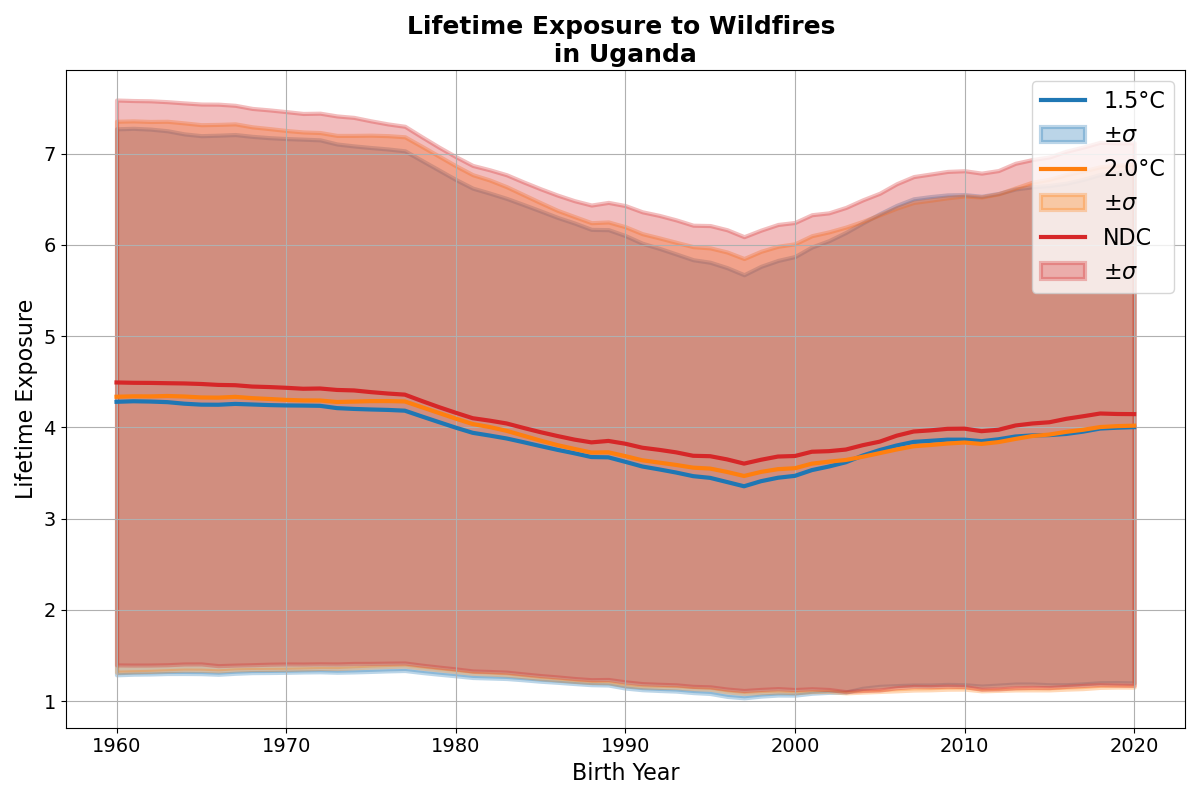 Lifetime Exposure to Wildfires
in Uganda
Lifetime Exposure
7
6
5
4
3
2
1
1960 1970 1980 1990 2000 2010 2020
Birth Year
1.5°C
±σ
2.0°C
±σ
NDC
±σ